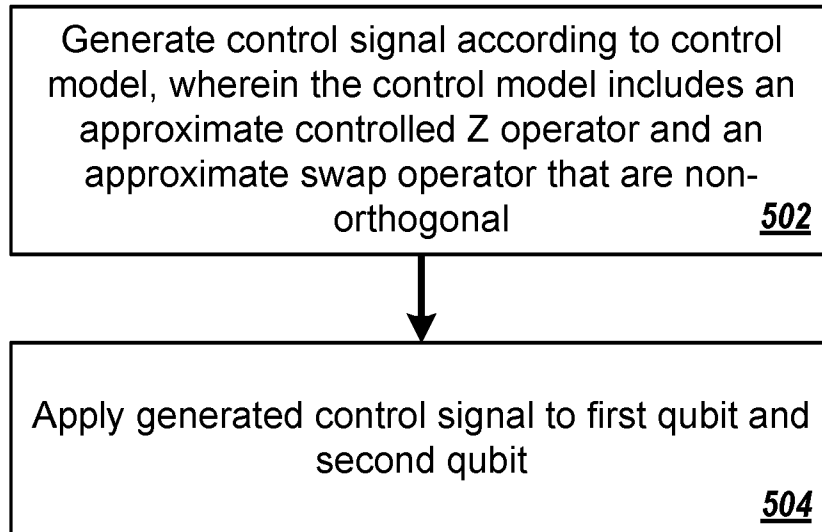 Generate control signal according to control
model, wherein the control model includes an
approximate controlled Z operator and an
approximate swap operator that are non-
orthogonal
502
Apply generated control signal to first qubit and
second qubit
504